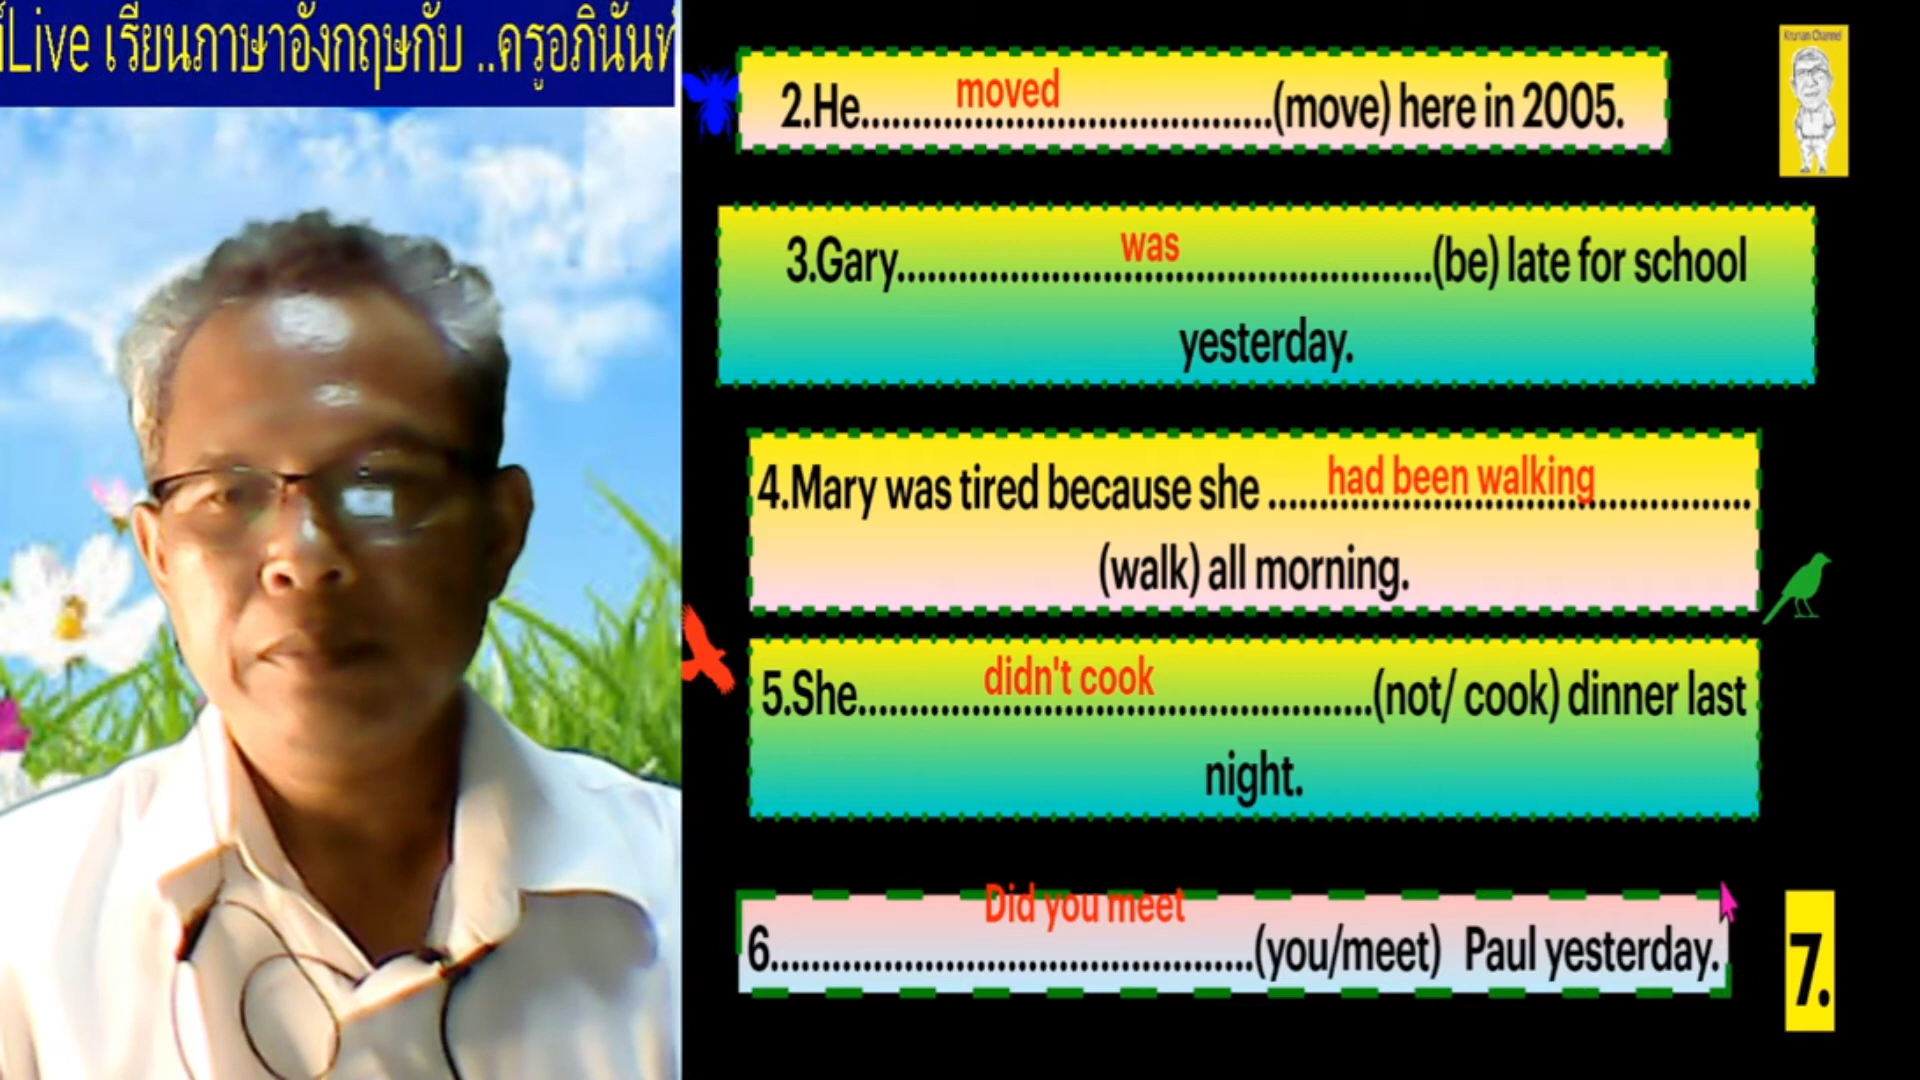 Live เรียนภาษาอังกฤษกับ ..ครูอภินันท์
Krunan Channel
moved
2.He........................................(move) here in 2005.
was
3.Gary....................................................(be) late for school
yesterday.
had been walking
4.Mary was tired because she ...............................................
(walk) all morning.
didn't cook
5.She..................................................(not/ cook) dinner last
night.
Did you meet
6...............................................(you/meet) Paul yesterday.
7.